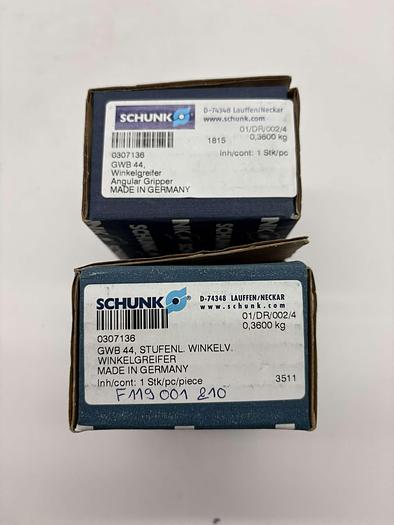 SCHUNK
D-74348 Lauffen/Neckar
www.schunk.com
01/DR/002/4
1815 0,3600 kg
Inh/cont: 1 Stk/pc
0307136
GWB 44,
Winkelgreifer
Angular Gripper
MADE IN GERMANY
SCHUNK
D-74348 LAUFFEN/NECKAR
www.schunk.com
01/DR/002/4
0,3600 kg
0307136
GWB 44, STUFENL. WINKELV.
WINKELGREIFER
MADE IN GERMANY
Inh/cont: 1 Stk/pc/piece 3511
F119 001 210